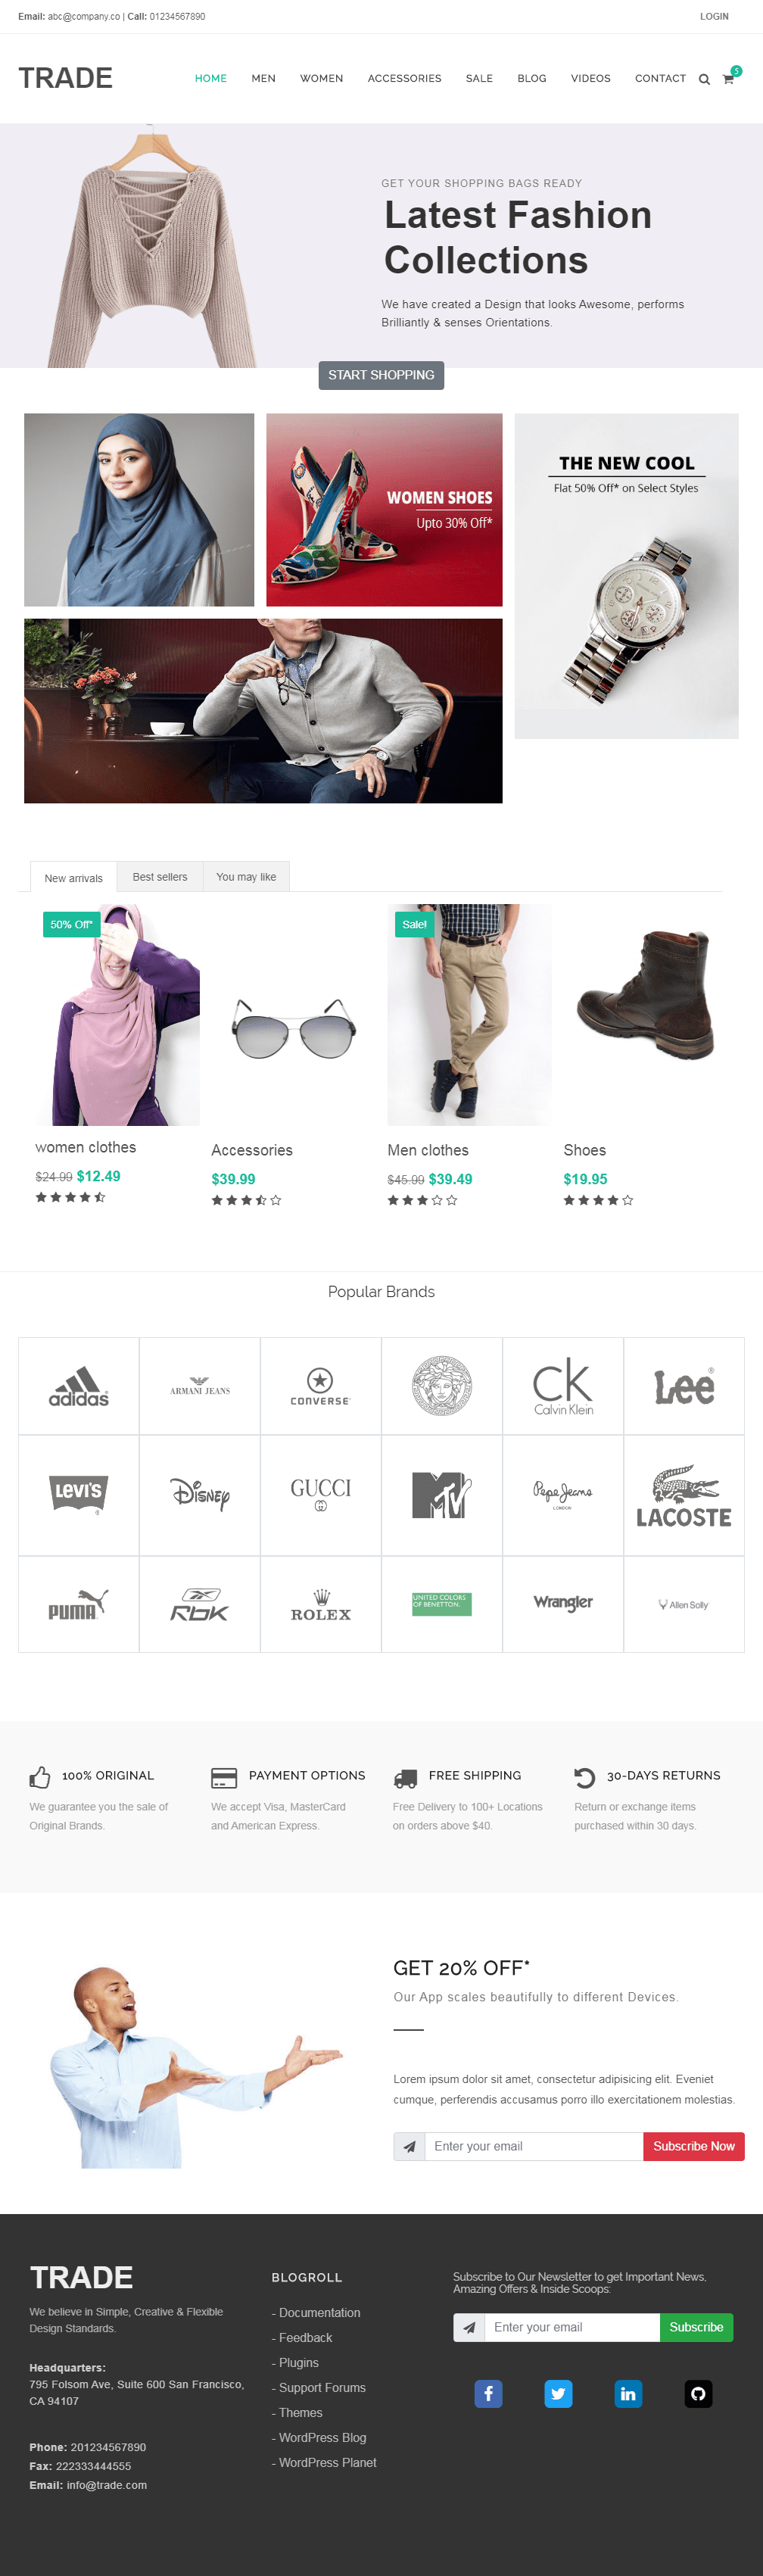 Email: abc@company.co | Call: 01234567890
LOGIN
TRADE
HOME MEN WOMEN ACCESSORIES SALE BLOG VIDEOS CONTACT 5
GET YOUR SHOPPING BAGS READY
Latest Fashion
Collections
We have created a Design that looks Awesome, performs
Brilliantly & senses Orientations.
START SHOPPING
WOMEN SHOES
Upto 30% Off*
THE NEW COOL
Flat 50% Off* on Select Styles
New arrivals Best sellers You may like
50% Off*
Sale!
women clothes
$24.99 $12.49
Accessories
$39.99
Men clothes
$45.99 $39.49
Shoes
$19.95
Popular Brands
adidas
ARMANI JEANS
CONVERSE
CK
Calvin Klein
Lee
LEVI'S
Disney
GUCCI
MTV
Pepe Jeans
LONDON
LACOSTE
PUMA
RBK
ROLEX
UNITED COLORS
OF BENETTON.
Wrangler
Allen Solly
100% ORIGINAL
We guarantee you the sale of
Original Brands.
PAYMENT OPTIONS
We accept Visa, MasterCard
and American Express.
FREE SHIPPING
Free Delivery to 100+ Locations
on orders above $40.
30-DAYS RETURNS
Return or exchange items
purchased within 30 days.
GET 20% OFF*
Our App scales beautifully to different Devices.
Lorem ipsum dolor sit amet, consectetur adipisicing elit. Eveniet
cumque, perferendis accusamus porro illo exercitationem molestias.
Enter your email Subscribe Now
TRADE
We believe in Simple, Creative & Flexible
Design Standards.
Headquarters:
795 Folsom Ave, Suite 600 San Francisco,
CA 94107
Phone: 201234567890
Fax: 222333444555
Email: info@trade.com
BLOGROLL
- Documentation
- Feedback
- Plugins
- Support Forums
- Themes
- WordPress Blog
- WordPress Planet
Subscribe to Our Newsletter to get Important News,
Amazing Offers & Inside Scoops:
Enter your email Subscribe